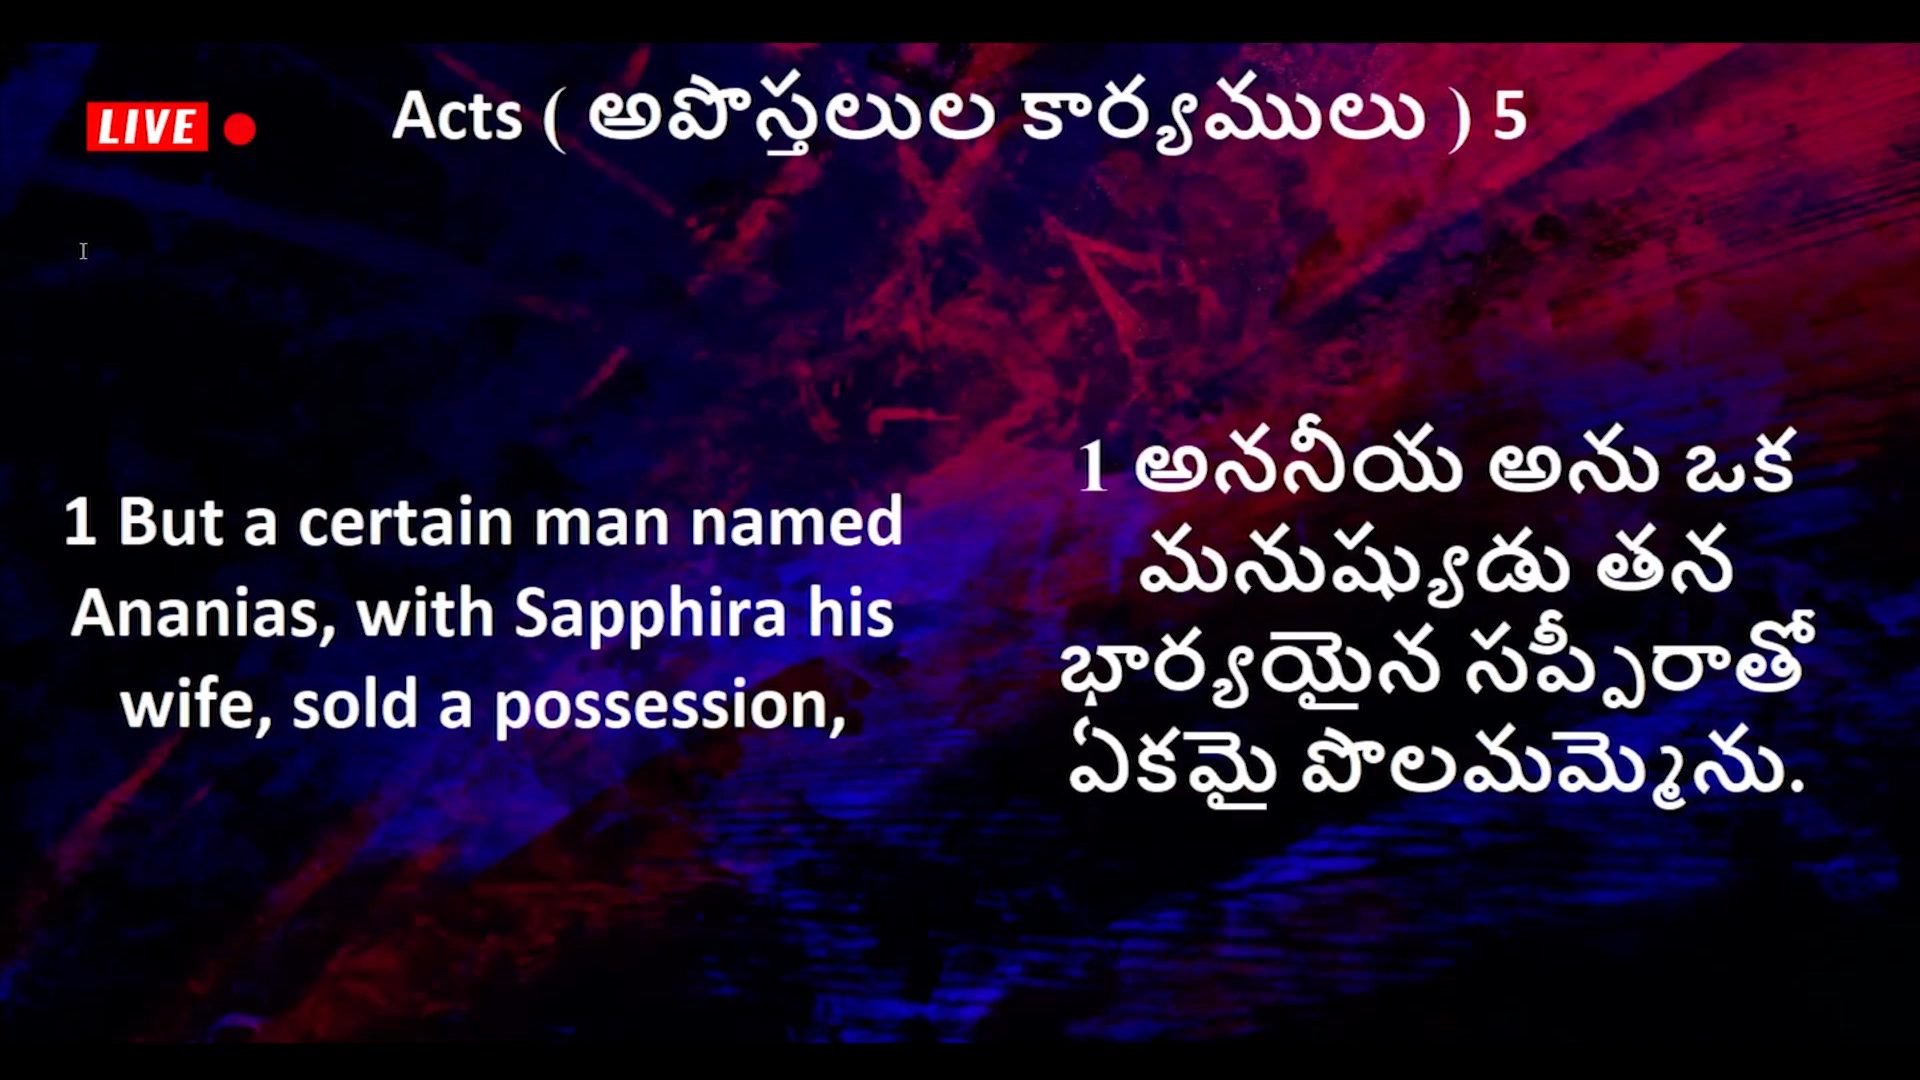 LIVE
Acts ( అపొస్తలుల కార్యములు ) 5
1 But a certain man named
Ananias, with Sapphira his
wife, sold a possession,
1 అననీయ అను ఒక
మనుష్యుడు తన
భార్యయైన సప్పీరాతో
ఏకమై పొలమమ్మెను.